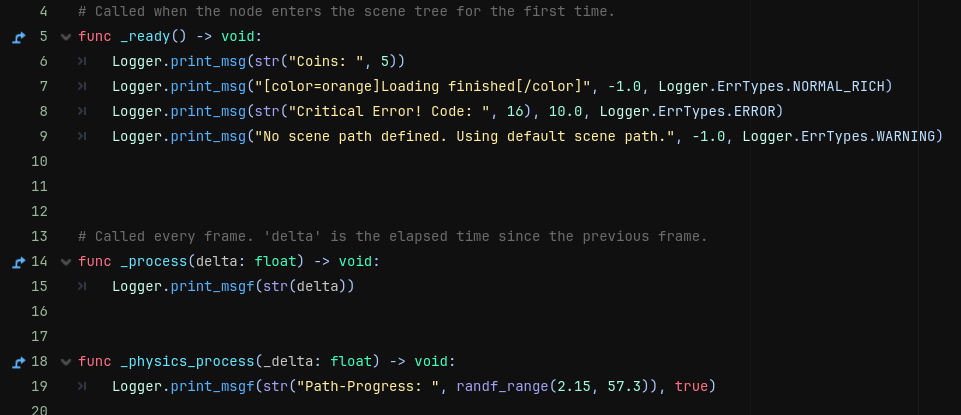 4 # Called when the node enters the scene tree for the first time.
5 func _ready() -> void:
6 Logger.print_msg(str("Coins: ", 5))
7 Logger.print_msg("[color=orange]Loading finished[/color]", -1.0, Logger.ErrTypes.NORMAL_RICH)
8 Logger.print_msg(str("Critical Error! Code: ", 16), 10.0, Logger.ErrTypes.ERROR)
9 Logger.print_msg("No scene path defined. Using default scene path.", -1.0, Logger.ErrTypes.WARNING)
10
11
12
13 # Called every frame. 'delta' is the elapsed time since the previous frame.
14 func _process(delta: float) -> void:
15 Logger.print_msgf(str(delta))
16
17
18 func _physics_process(_delta: float) -> void:
19 Logger.print_msgf(str("Path-Progress: ", randf_range(2.15, 57.3)), true)
20